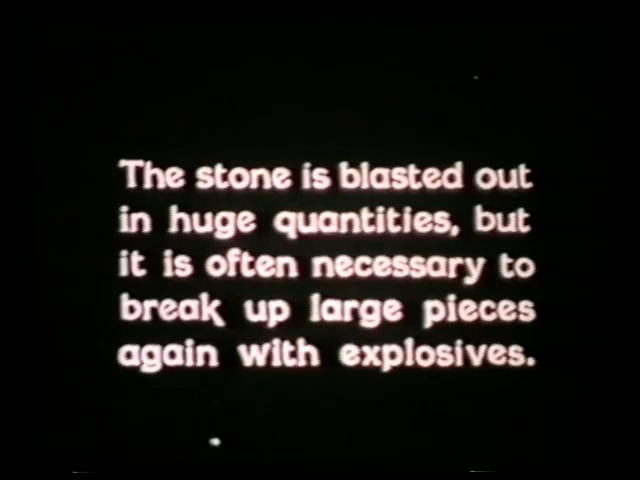 The stone is blasted out
in huge quantities, but
it is often necessary to
break up large pieces
again with explosives.